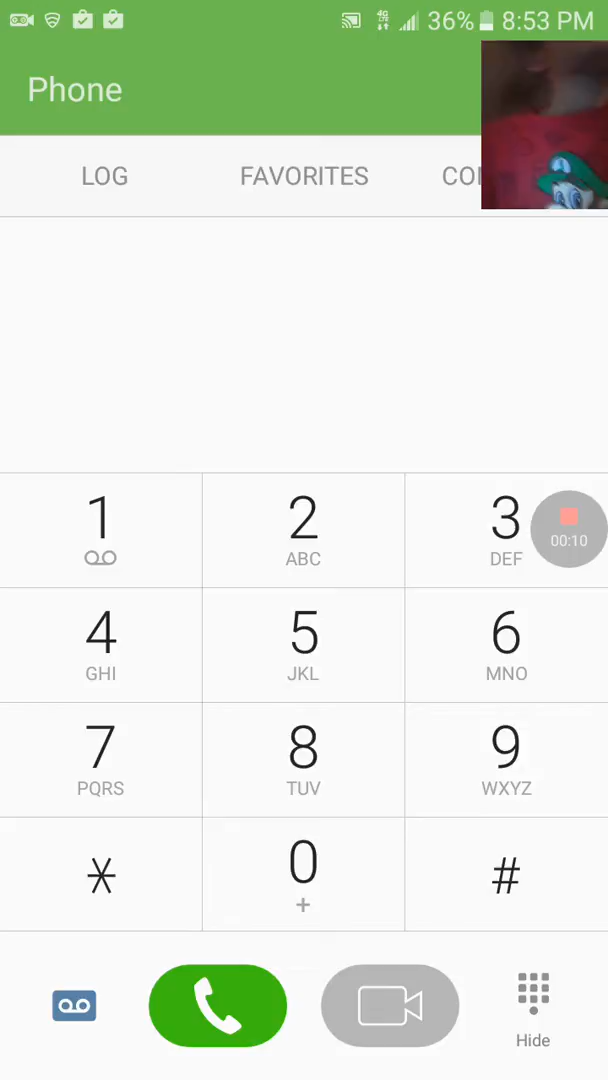 36% 8:53 PM
Phone
LOG FAVORITES
1 2 3
ABC DEF
00:10
4 5 6
GHI JKL MNO
7 8 9
PQRS TUV WXYZ
* 0 #
+
Hide